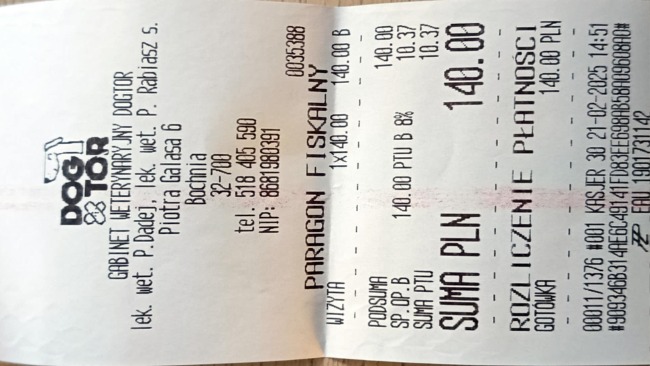 DOG
& TOR
GABINET WETERYNARYJNY DOGTOR
lek. wet. P.Dadej, lek. wet. P. Rabiasz s.
Piotra Galasa 6
Bochnia
32-700
tel.: 518 405 590
NIP: 8681980391
0035388
PARAGON FISKALNY
WIZYTA 1x140.00 140.00 B
PODSUMA 140.00
SP.OP.B 140.00 PTU B 8% 10.37
SUMA PTU 10.37
SUMA PLN 140.00
ROZLICZENIE PŁATNOŚCI
GOTÓWKA 140.00 PLN
00011/1376 #001 KASJER 30 21-02-2025 14:51
EAU 1901731142